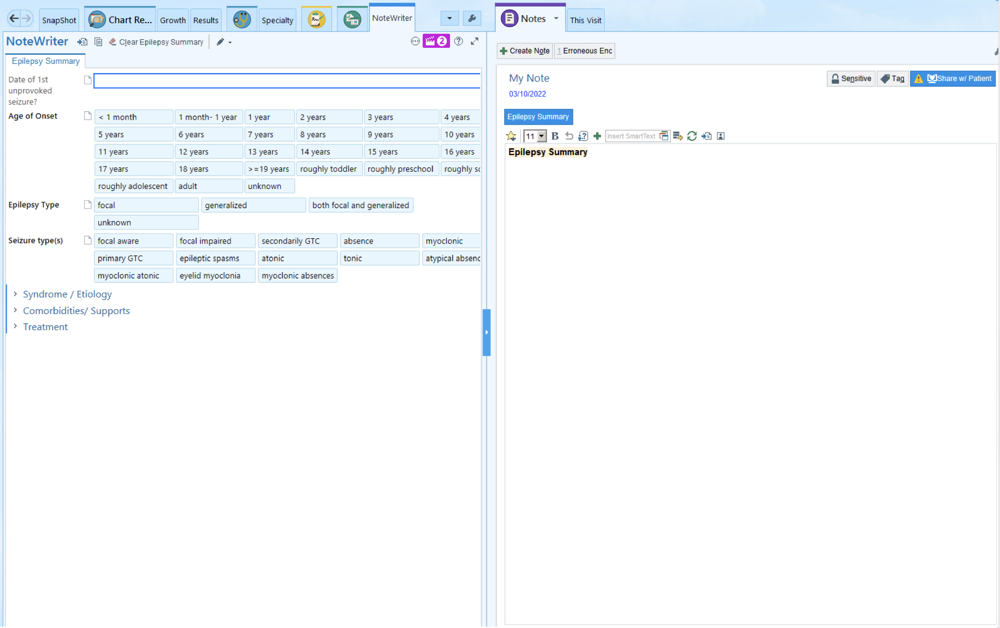 SnapShot Chart Re... Growth Results Specialty NoteWriter
Notes This Visit
NoteWriter Clear Epilepsy Summary 2
Epilepsy Summary
Date of 1st
unprovoked
seizure?
Age of Onset < 1 month 1 month- 1 year 1 year 2 years 3 years 4 years
5 years 6 years 7 years 8 years 9 years 10 years
11 years 12 years 13 years 14 years 15 years 16 years
17 years 18 years >=19 years roughly toddler roughly preschool roughly sc
roughly adolescent adult unknown
Epilepsy Type focal generalized both focal and generalized
unknown
Seizure type(s) focal aware focal impaired secondarily GTC absence myoclonic
primary GTC epileptic spasms atonic tonic atypical absenc
myoclonic atonic eyelid myoclonia myoclonic absences
Syndrome / Etiology
Comorbidities/ Supports
Treatment
Create Note 1 Erroneous Enc
My Note Sensitive Tag Share w/ Patient
03/10/2022
Epilepsy Summary
11 B Insert SmartText
Epilepsy Summary